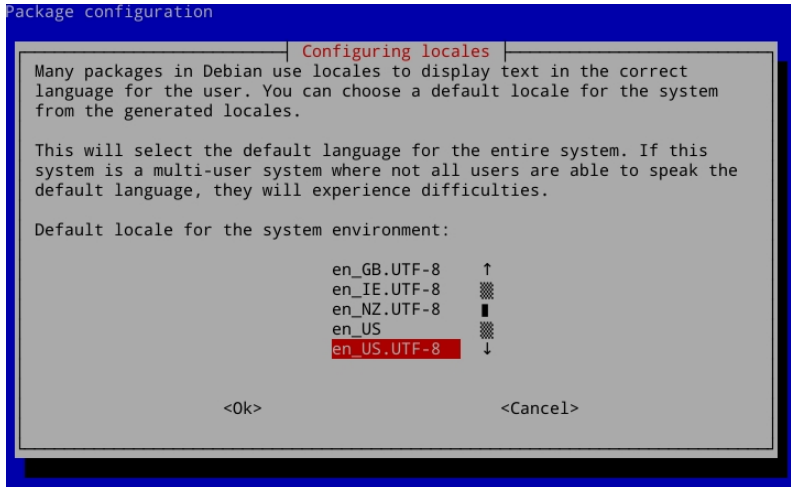 Package configuration
Configuring locales
Many packages in Debian use locales to display text in the correct
language for the user. You can choose a default locale for the system
from the generated locales.
This will select the default language for the entire system. If this
system is a multi-user system where not all users are able to speak the
default language, they will experience difficulties.
Default locale for the system environment:
en_GB.UTF-8
en_IE.UTF-8
en_NZ.UTF-8
en_US
en_US.UTF-8
<Ok> <Cancel>